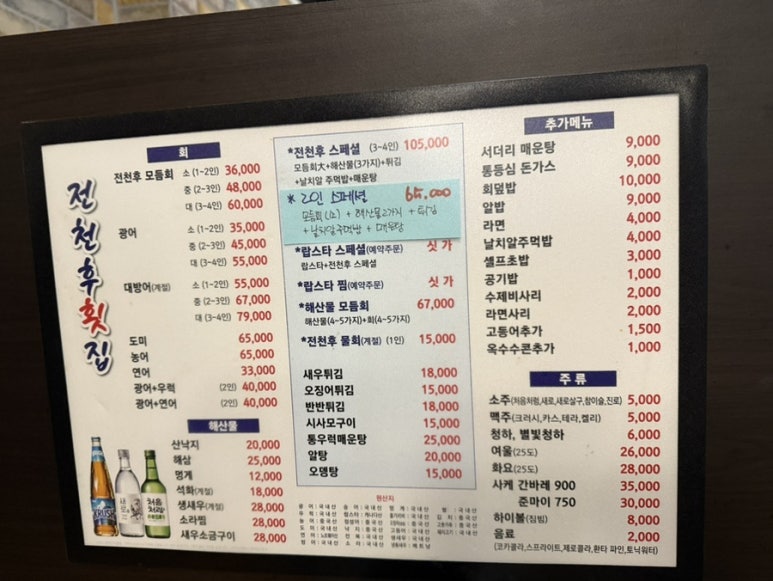 전천후횟집
회
전천후 모듬회 소 (1~2인) 36,000
중 (2~3인) 48,000
대 (3~4인) 60,000
광어 소 (1~2인) 35,000
중 (2~3인) 45,000
대 (3~4인) 55,000
대방어(계절) 소 (1~2인) 55,000
중 (2~3인) 67,000
대 (3~4인) 79,000
도미 65,000
농어 65,000
연어 33,000
광어+우럭 (2인) 40,000
광어+연어 (2인) 40,000
해산물
산낙지 20,000
해삼 25,000
멍게 12,000
석화(계절) 18,000
생새우(계절) 28,000
소라찜 28,000
새우소금구이 28,000
*전천후 스페셜 (3~4인) 105,000
모듬회大+해산물(3가지)+튀김
+날치알 주먹밥+매운탕
* 2인 스페셜 65,000
모듬회(소) + 해산물2가지 + 튀김
+날치알주먹밥 + 매운탕
*랍스타 스페셜(예약주문) 싯가
랍스타+전천후 스페셜
*랍스타 찜(예약주문) 싯가
*해산물 모듬회 67,000
해산물(4~5가지)+회(4~5가지)
*전천후 물회(계절) (1인) 15,000
새우튀김 18,000
오징어튀김 15,000
반반튀김 18,000
시사모구이 15,000
통우럭매운탕 25,000
알탕 20,000
오뎅탕 15,000
원산지
추가메뉴
서더리 매운탕 9,000
통등심 돈가스 9,000
회덮밥 10,000
알밥 9,000
라면 4,000
날치알주먹밥 4,000
셀프초밥 3,000
공기밥 1,000
수제비사리 2,000
라면사리 2,000
고등어추가 1,500
옥수수콘추가 1,000
주 류
소주(처음처럼,새로,새로살구,참이슬,진로) 5,000
맥주(크러시,카스,테라,켈리) 5,000
청하, 별빛청하 6,000
여울(25도) 26,000
화요(25도) 28,000
사케 간바레 900 35,000
준마이 750 30,000
하이볼(짐빔) 8,000
음료 2,000
(코카콜라,스프라이트,제로콜라,환타 파인,토닉워터)